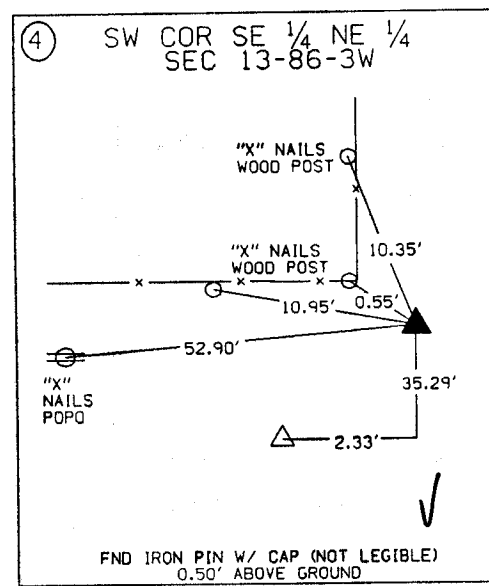 4
SW COR SE 1/4 NE 1/4
SEC 13-86-3W
"X" NAILS
WOOD POST
10.35'
"X" NAILS
WOOD POST
0.55'
10.95'
52.90'
"X"
NAILS
POPO
35.29'
2.33'
FND IRON PIN W/ CAP (NOT LEGIBLE)
0.50' ABOVE GROUND